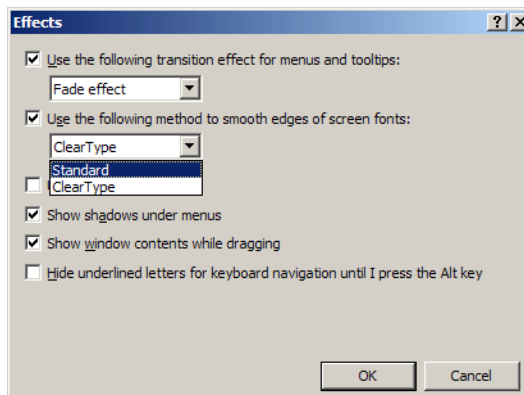 Effects
Use the following transition effect for menus and tooltips:
Fade effect
Use the following method to smooth edges of screen fonts:
ClearType
Standard
ClearType
Show shadows under menus
Show window contents while dragging
Hide underlined letters for keyboard navigation until I press the Alt key
OK Cancel